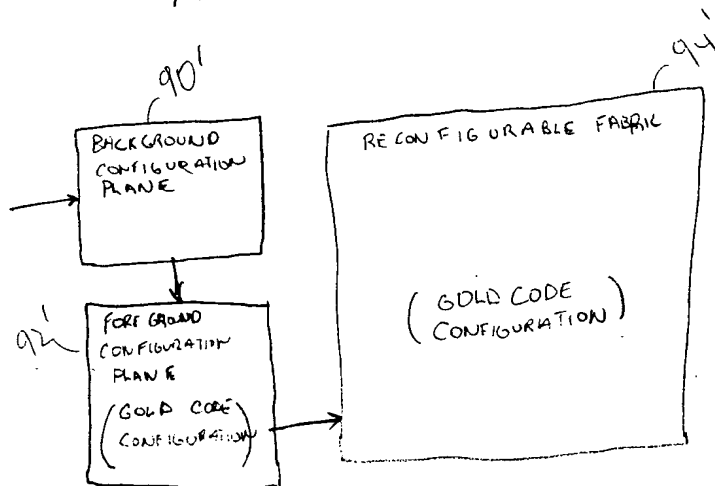 90'
BACKGROUND
CONFIGURATION
PLANE
92'
FOREGROUND
CONFIGURATION
PLANE
(GOLD CODE
CONFIGURATION)
94'
RECONFIGURABLE FABRIC
(GOLD CODE
CONFIGURATION)